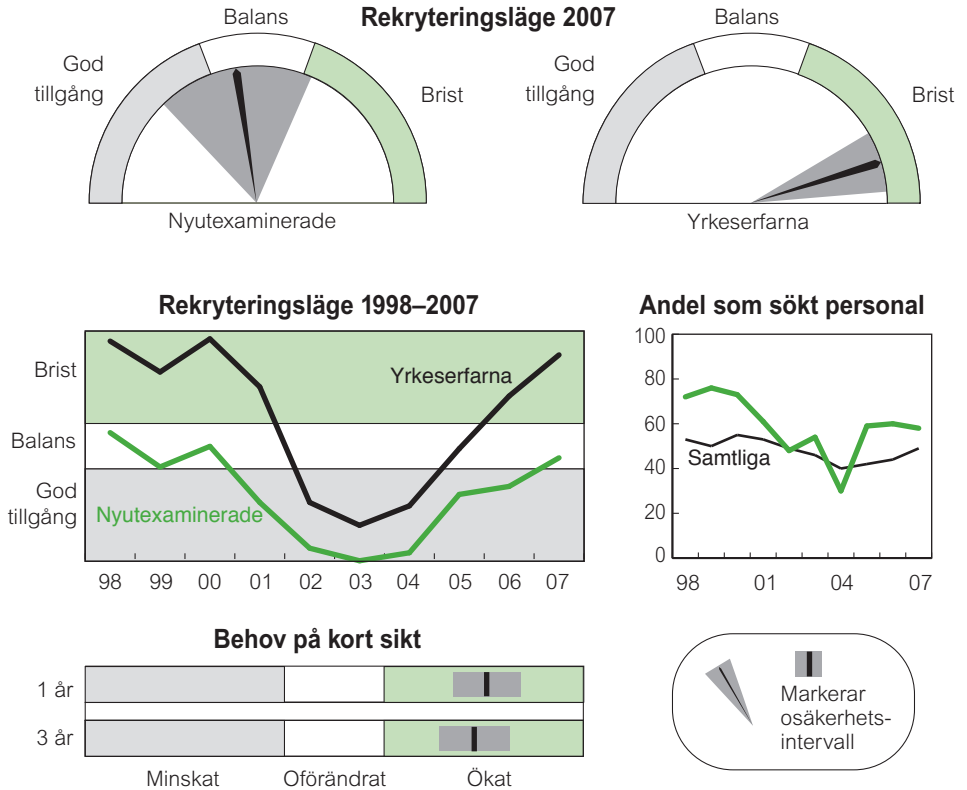 Rekryteringsläge 2007
Balans
God
tillgång
Brist
Nyutexaminerade
Balans
God
tillgång
Brist
Yrkeserfarna
Rekryteringsläge 1998–2007
Brist
Balans
God
tillgång
Yrkeserfarna
Nyutexaminerade
98 99 00 01 02 03 04 05 06 07
Andel som sökt personal
100
80
60
40
20
0
Samtliga
98 01 04 07
Behov på kort sikt
1 år
3 år
Minskat Oförändrat Ökat
Markerar
osäkerhets-
intervall